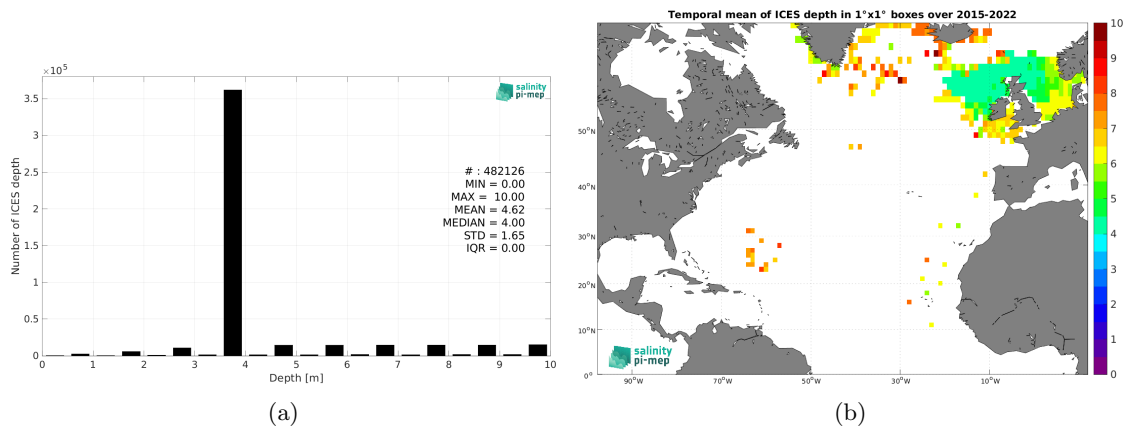 ×10⁵
3.5
3
2.5
2
1.5
1
0.5
0
Number of ICES depth
salinity
pi-mep
# : 482126
MIN = 0.00
MAX = 10.00
MEAN = 4.62
MEDIAN = 4.00
STD = 1.65
IQR = 0.00
0 1 2 3 4 5 6 7 8 9 10
Depth [m]
(a)
Temporal mean of ICES depth in 1°x1° boxes over 2015-2022
50°N
40°N
30°N
20°N
10°N
0°
90°W 70°W 50°W 30°W 10°W
salinity
pi-mep
10
9
8
7
6
5
4
3
2
1
0
(b)